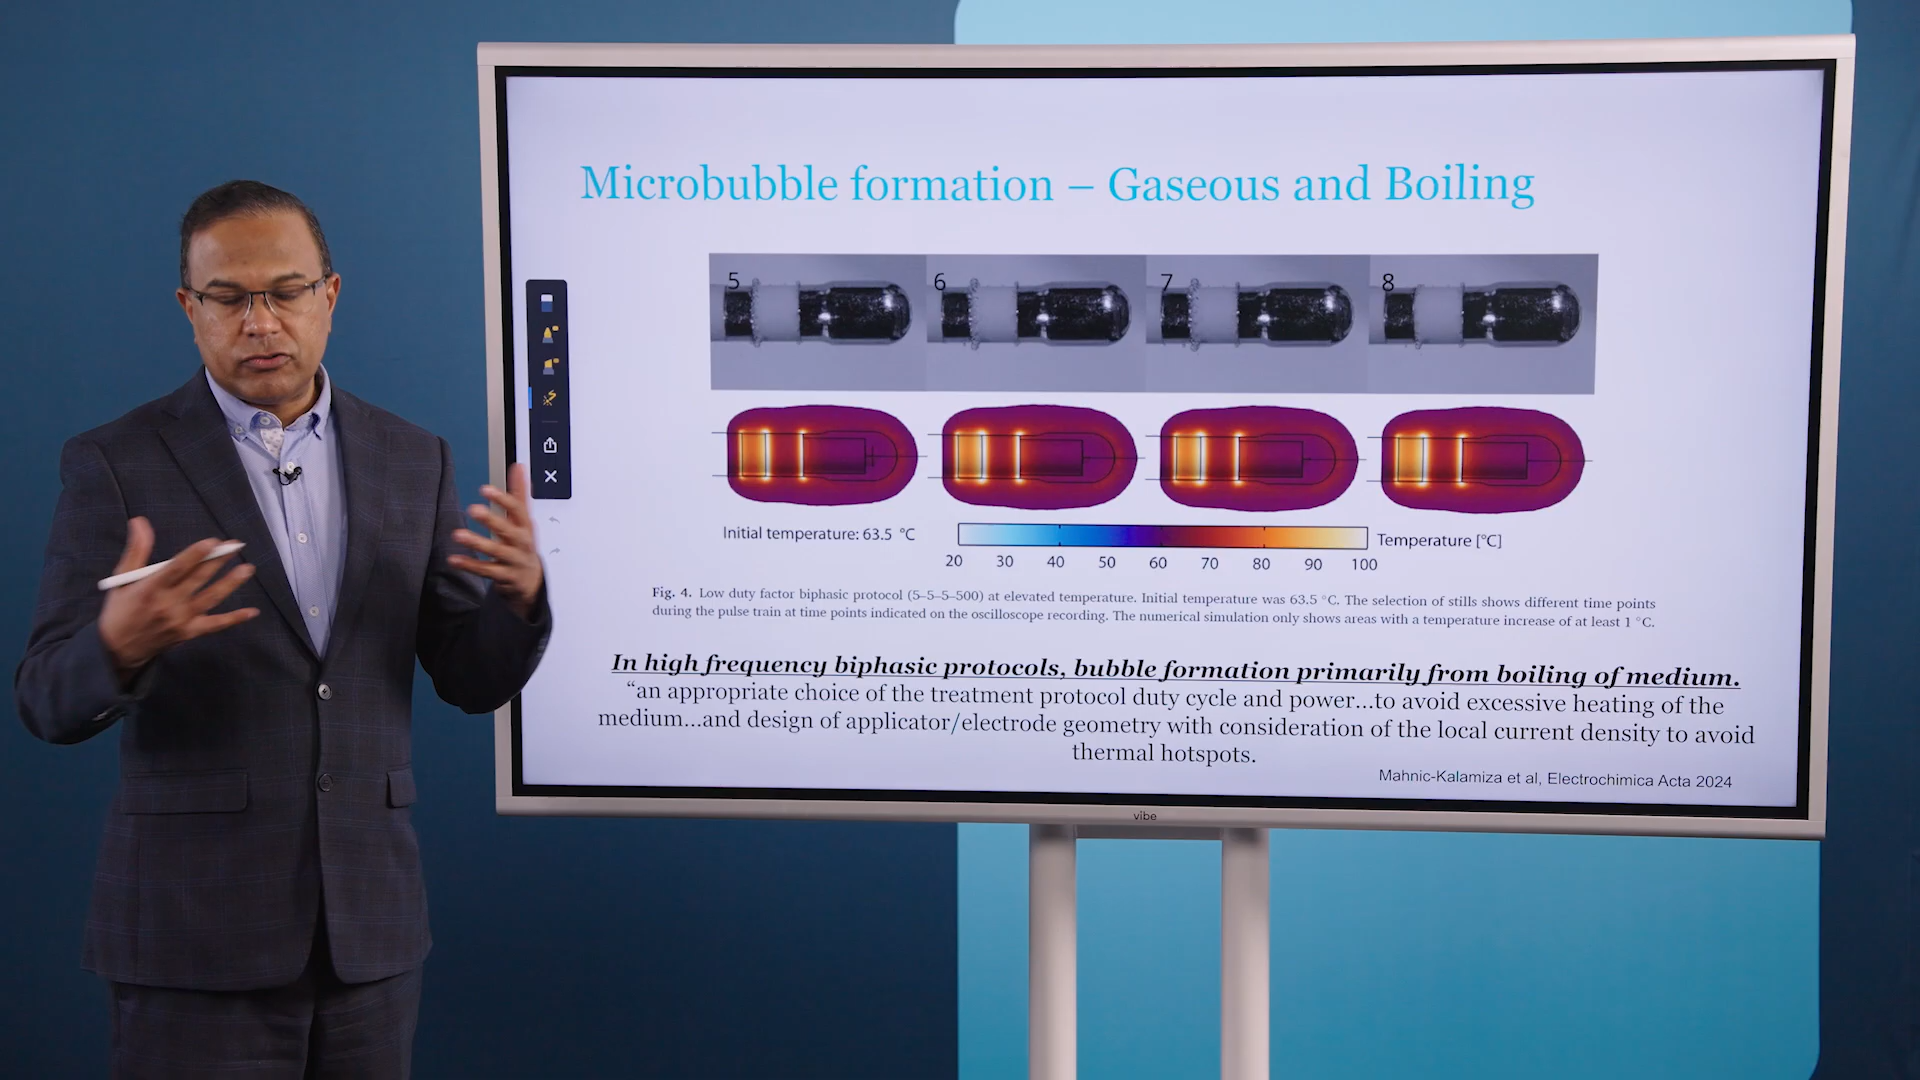 Microbubble formation – Gaseous and Boiling
5 6 7 8
Initial temperature: 63.5 °C
Temperature [°C]
20 30 40 50 60 70 80 90 100
Fig. 4. Low duty factor biphasic protocol (5–5–5–500) at elevated temperature. Initial temperature was 63.5 °C. The selection of stills shows different time points
during the pulse train at time points indicated on the oscilloscope recording. The numerical simulation only shows areas with a temperature increase of at least 1 °C.
In high frequency biphasic protocols, bubble formation primarily from boiling of medium.
“an appropriate choice of the treatment protocol duty cycle and power...to avoid excessive heating of the
medium...and design of applicator/electrode geometry with consideration of the local current density to avoid
thermal hotspots.
Mahnic-Kalamiza et al, Electrochimica Acta 2024
vibe